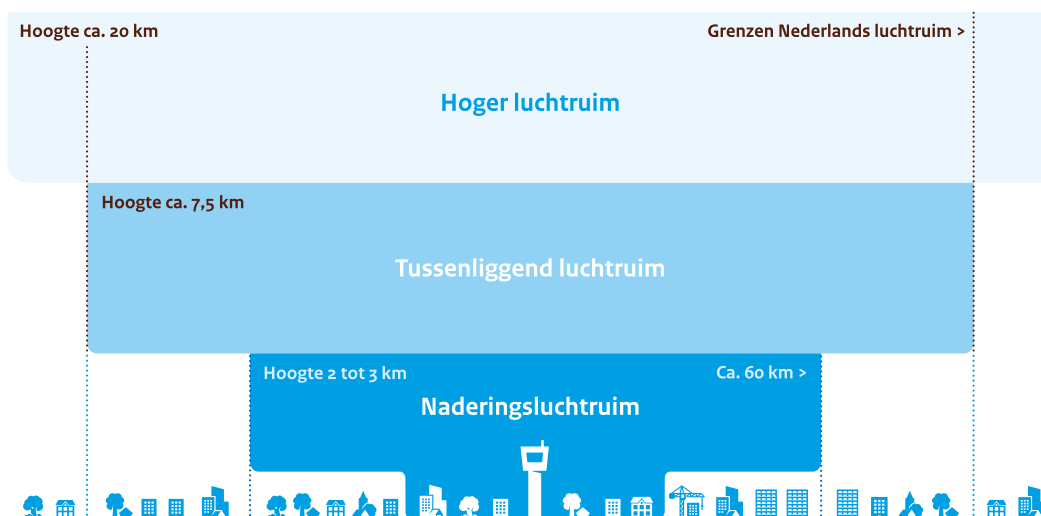 Hoogte ca. 20 km
Grenzen Nederlands luchtruim >
Hoger luchtruim
Hoogte ca. 7,5 km
Tussenliggend luchtruim
Hoogte 2 tot 3 km
Ca. 60 km >
Naderingsluchtruim